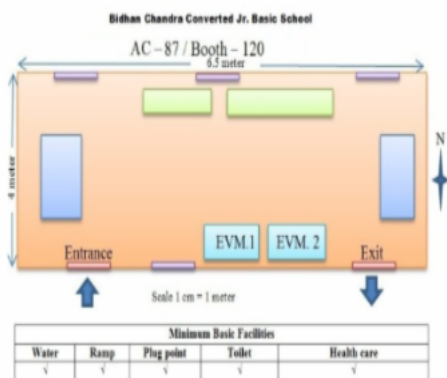 Bidhan Chandra Converted Jr. Basic School
AC – 87 / Booth – 120
6.5 meter
4 meter
N
EVM.1 EVM. 2
Entrance Exit
Scale 1 cm = 1 meter
Minimum Basic Facilities
Water Ramp Plug point Toilet Health care
√ √ √ √ √